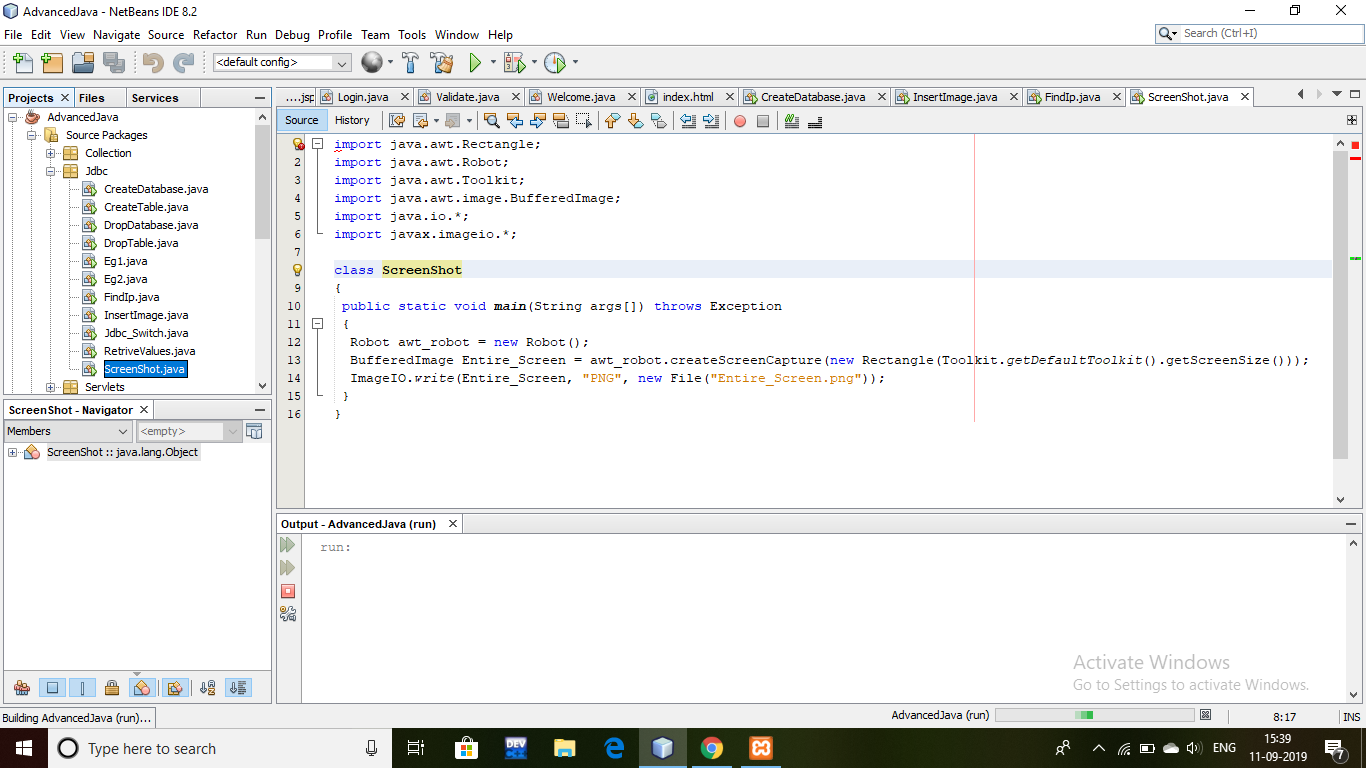 AdvancedJava - NetBeans IDE 8.2
File Edit View Navigate Source Refactor Run Debug Profile Team Tools Window Help
Search (Ctrl+I)
<default config>
Projects Files Services
AdvancedJava
Source Packages
Collection
Jdbc
CreateDatabase.java
CreateTable.java
DropDatabase.java
DropTable.java
Eg1.java
Eg2.java
FindIp.java
InsertImage.java
Jdbc_Switch.java
RetriveValues.java
ScreenShot.java
Servlets
ScreenShot - Navigator
Members <empty>
ScreenShot :: java.lang.Object
....jsp Login.java Validate.java Welcome.java index.html CreateDatabase.java InsertImage.java FindIp.java ScreenShot.java
Source History
import java.awt.Rectangle;
2 import java.awt.Robot;
3 import java.awt.Toolkit;
4 import java.awt.image.BufferedImage;
5 import java.io.*;
6 import javax.imageio.*;
7
class ScreenShot
9 {
10 public static void main(String args[]) throws Exception
11 {
12 Robot awt_robot = new Robot();
13 BufferedImage Entire_Screen = awt_robot.createScreenCapture(new Rectangle(Toolkit.getDefaultToolkit().getScreenSize()));
14 ImageIO.write(Entire_Screen, "PNG", new File("Entire_Screen.png"));
15 }
16 }
Output - AdvancedJava (run)
run:
Activate Windows
Go to Settings to activate Windows.
Building AdvancedJava (run)...
AdvancedJava (run)
8:17 INS
Type here to search
DEV
ENG
15:39
11-09-2019
7